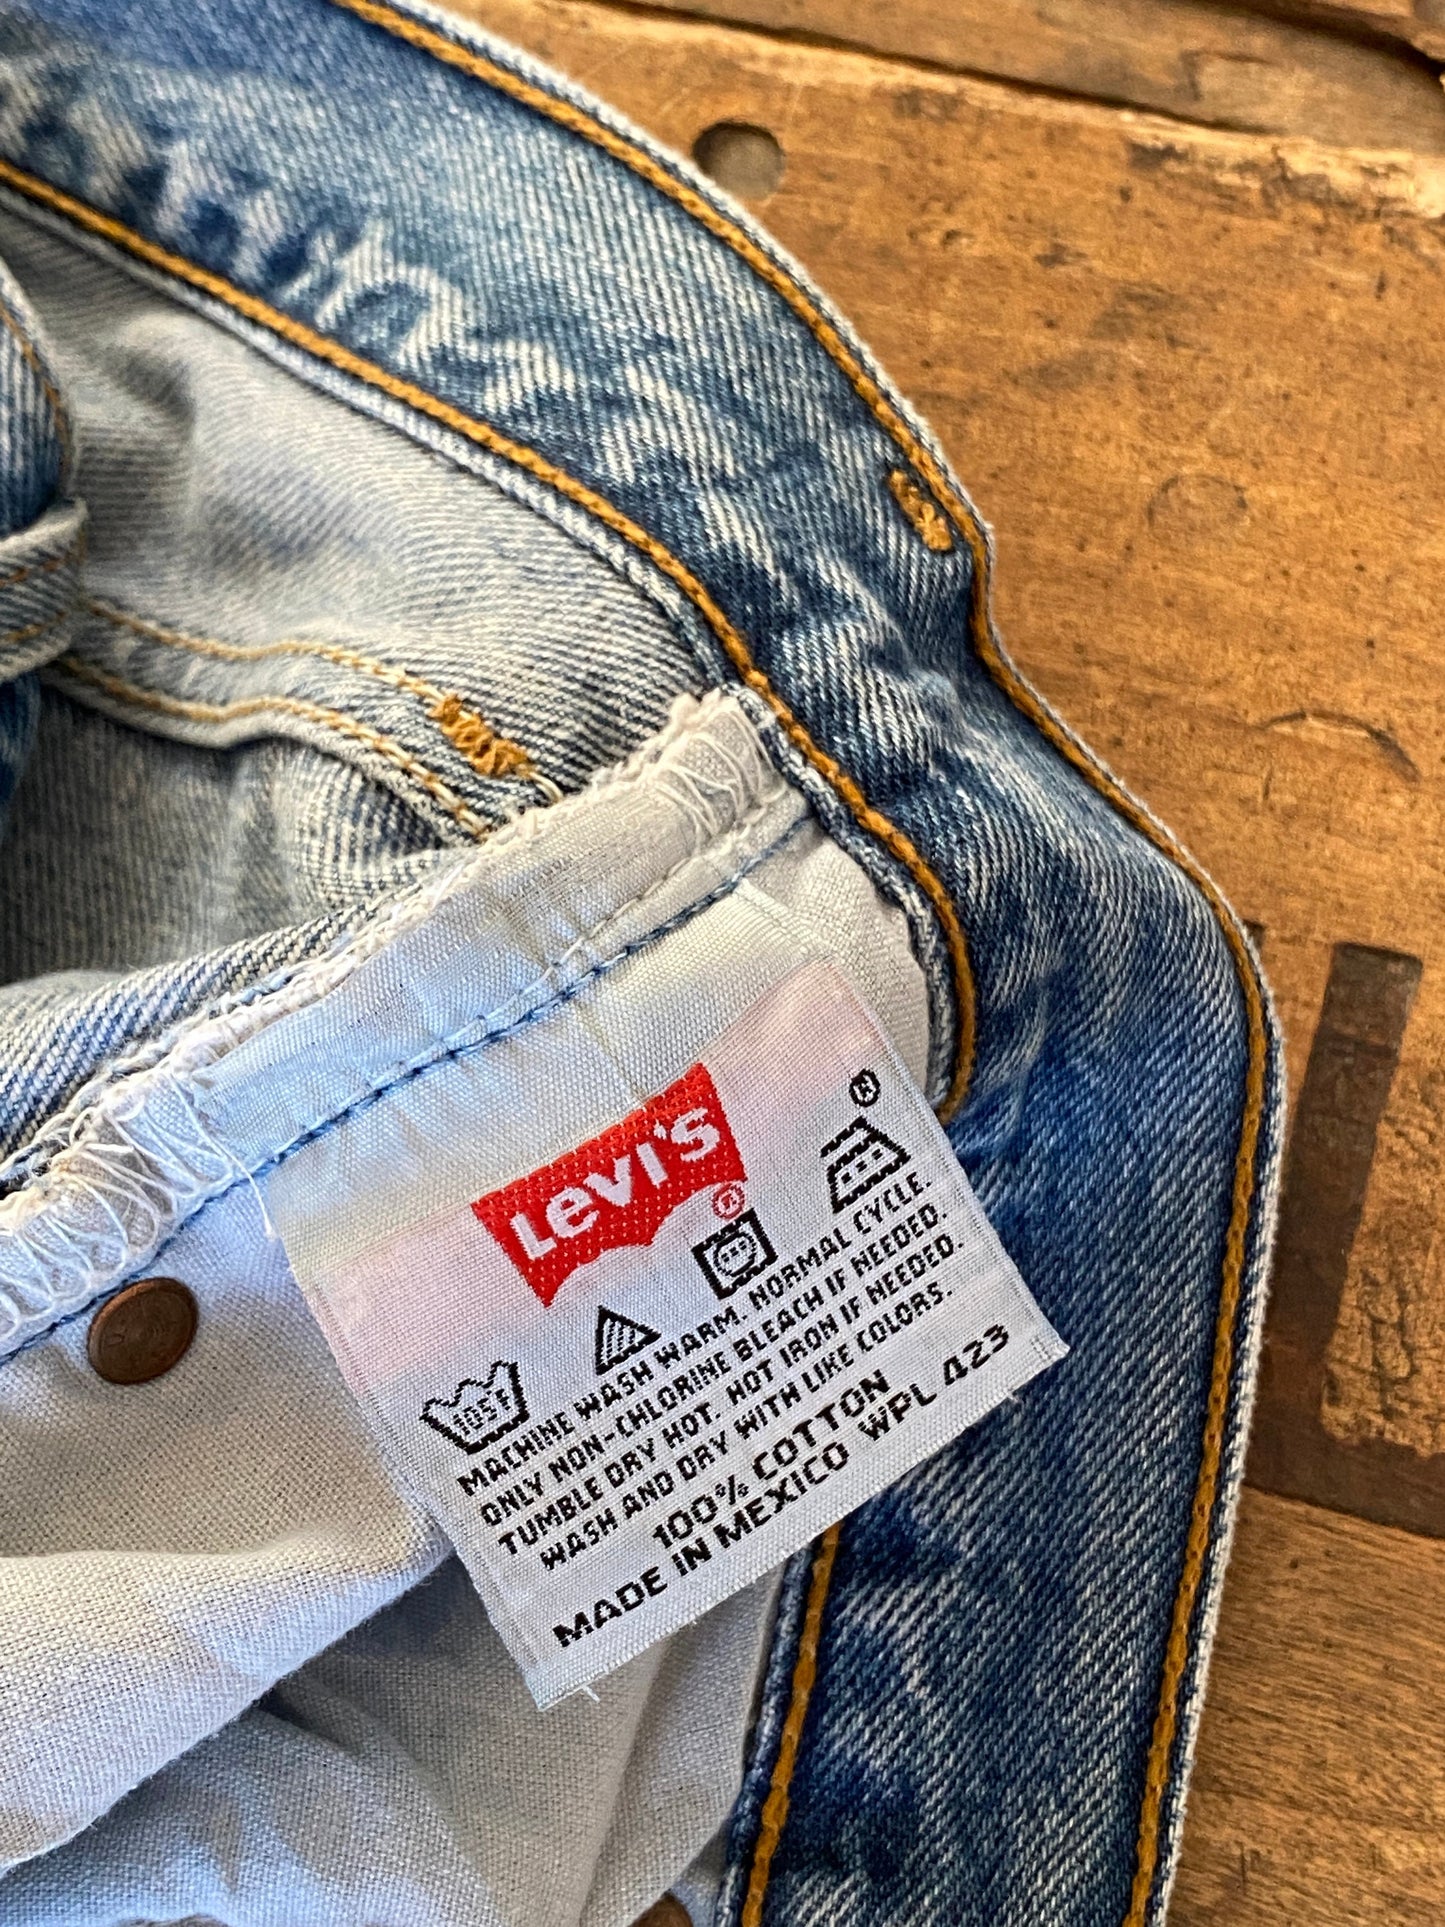 Levi's®
®
105F
MACHINE WASH WARM. NORMAL CYCLE.
ONLY NON-CHLORINE BLEACH IF NEEDED.
TUMBLE DRY HOT. HOT IRON IF NEEDED.
WASH AND DRY WITH LIKE COLORS.
100% COTTON
MADE IN MEXICO WPL 423